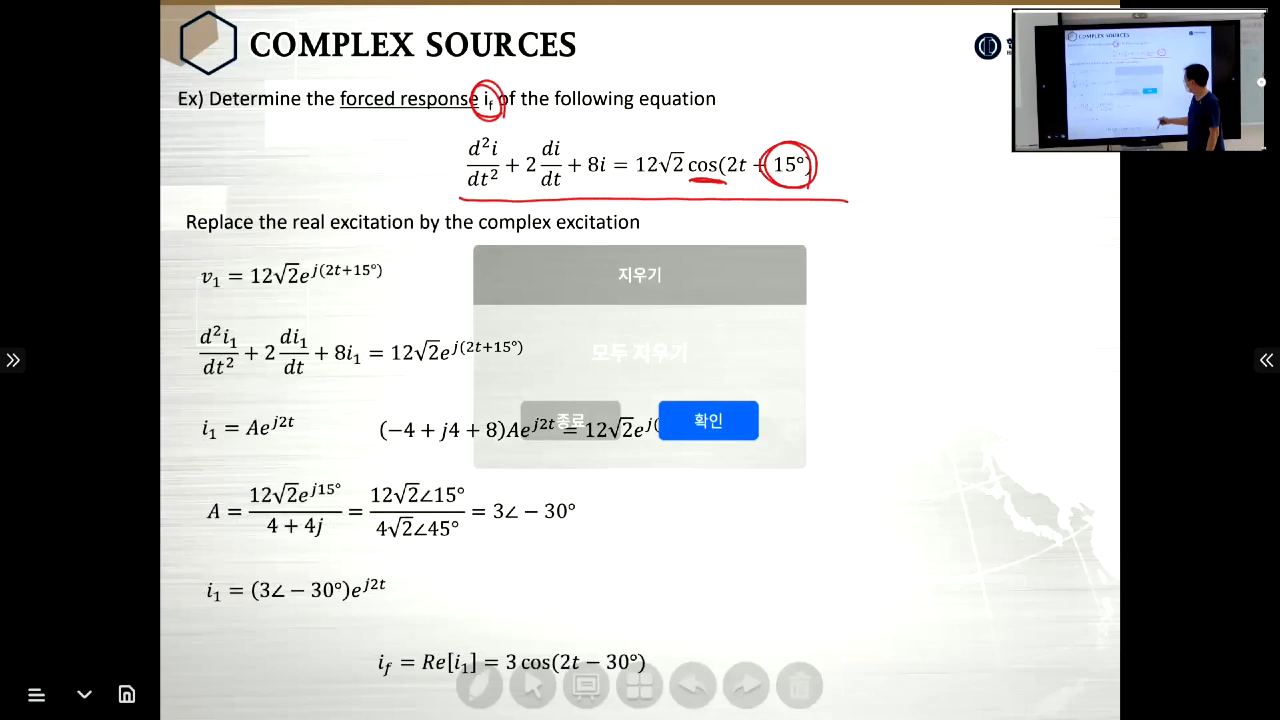 COMPLEX SOURCES
Ex) Determine the forced response i_f of the following equation
d²i/dt² + 2 di/dt + 8i = 12√2 cos(2t + 15°)
Replace the real excitation by the complex excitation
v₁ = 12√2e^{j(2t+15°)}
지우기
d²i₁/dt² + 2 di₁/dt + 8i₁ = 12√2e^{j(2t+15°)}
모두 지우기
i₁ = Ae^{j2t}
(−4 + j4 + 8)Ae^{j2t} = 12√2e^{j(
종료
확인
A = 12√2e^{j15°}/(4 + 4j) = 12√2∠15°/4√2∠45° = 3∠ − 30°
i₁ = (3∠ − 30°)e^{j2t}
i_f = Re[i₁] = 3 cos(2t − 30°)